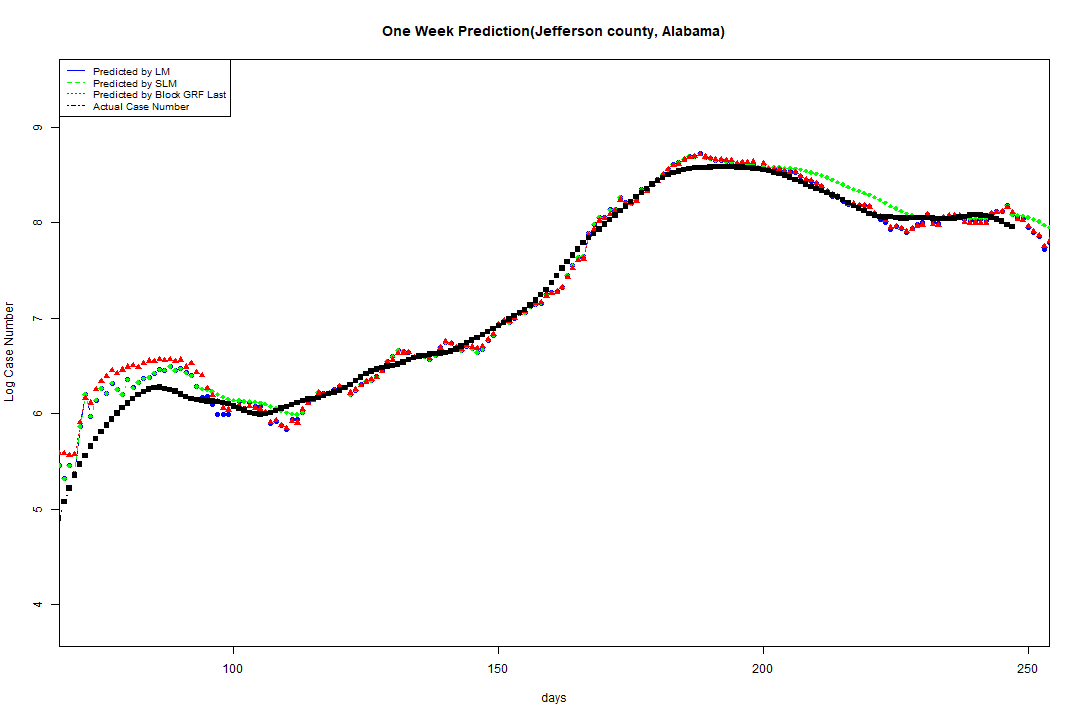 One Week Prediction(Jefferson county, Alabama)
Predicted by LM
Predicted by SLM
Predicted by Block GRF Last
Actual Case Number
9
8
7
6
5
4
Log Case Number
100 150 200 250
days